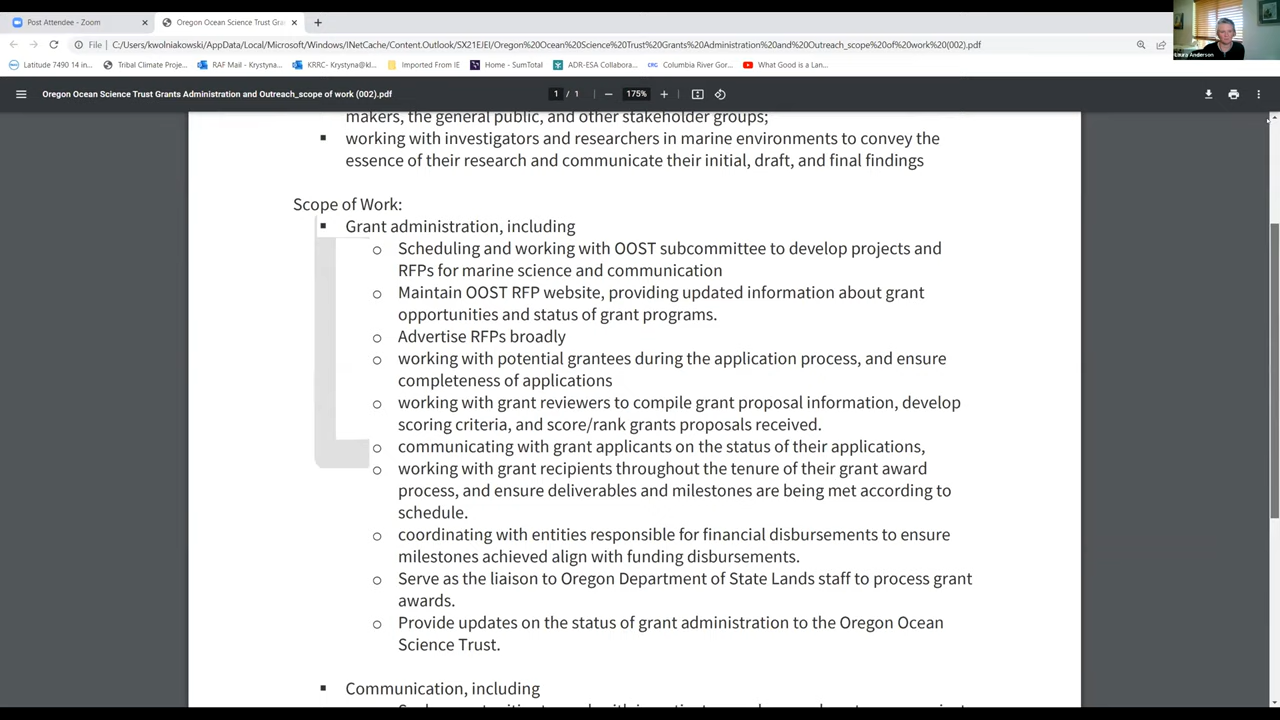 Post Attendee - Zoom
Oregon Ocean Science Trust Gra
File
C:/Users/kwolniakowski/AppData/Local/Microsoft/Windows/INetCache/Content.Outlook/S2
%20Ocean%20Science%20Trust%20Grants%20Administration%20and%20Outreach_scope%20of%20work%20(002).pdf
Latitude 7490 14 in...
Tribal Climate Proje...
RAF Mail - Krystyna...
KRRC- Krystyna@kl...
Imported From IE
Home - SumTotal
ADR-ESA Collabora...
CRG Columbia River Gor...
What Good is a Lan...
Laura Anderson
Oregon Ocean Science Trust Grants Administration and Outreach_scope of work (002).pdf
1 / 1
175%
makers, the general public, and other stakeholder groups;
▪ working with investigators and researchers in marine environments to convey the
essence of their research and communicate their initial, draft, and final findings
Scope of Work:
▪ Grant administration, including
o Scheduling and working with OOST subcommittee to develop projects and
RFPs for marine science and communication
o Maintain OOST RFP website, providing updated information about grant
opportunities and status of grant programs.
o Advertise RFPs broadly
o working with potential grantees during the application process, and ensure
completeness of applications
o working with grant reviewers to compile grant proposal information, develop
scoring criteria, and score/rank grants proposals received.
o communicating with grant applicants on the status of their applications,
o working with grant recipients throughout the tenure of their grant award
process, and ensure deliverables and milestones are being met according to
schedule.
o coordinating with entities responsible for financial disbursements to ensure
milestones achieved align with funding disbursements.
o Serve as the liaison to Oregon Department of State Lands staff to process grant
awards.
o Provide updates on the status of grant administration to the Oregon Ocean
Science Trust.
▪ Communication, including